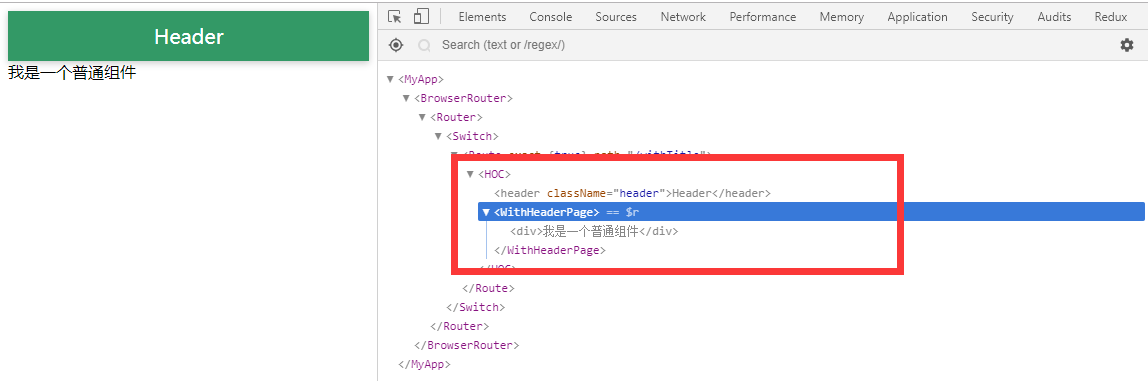 Header
我是一个普通组件
Elements Console Sources Network Performance Memory Application Security Audits Redux
Search (text or /regex/)
<MyApp>
<BrowserRouter>
<Router>
<Switch>
<Route exact={true} path="/withTitle">
<HOC>
<header className="header">Header</header>
<WithHeaderPage> == $r
<div>我是一个普通组件</div>
</WithHeaderPage>
</HOC>
</Route>
</Switch>
</Router>
</BrowserRouter>
</MyApp>